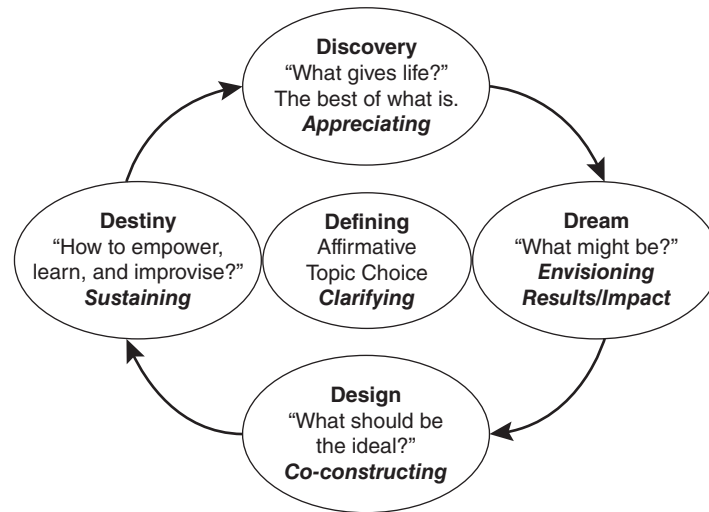 Discovery
“What gives life?”
The best of what is.
Appreciating
Destiny
“How to empower,
learn, and improvise?”
Sustaining
Defining
Affirmative
Topic Choice
Clarifying
Dream
“What might be?”
Envisioning
Results/Impact
Design
“What should be
the ideal?”
Co-constructing